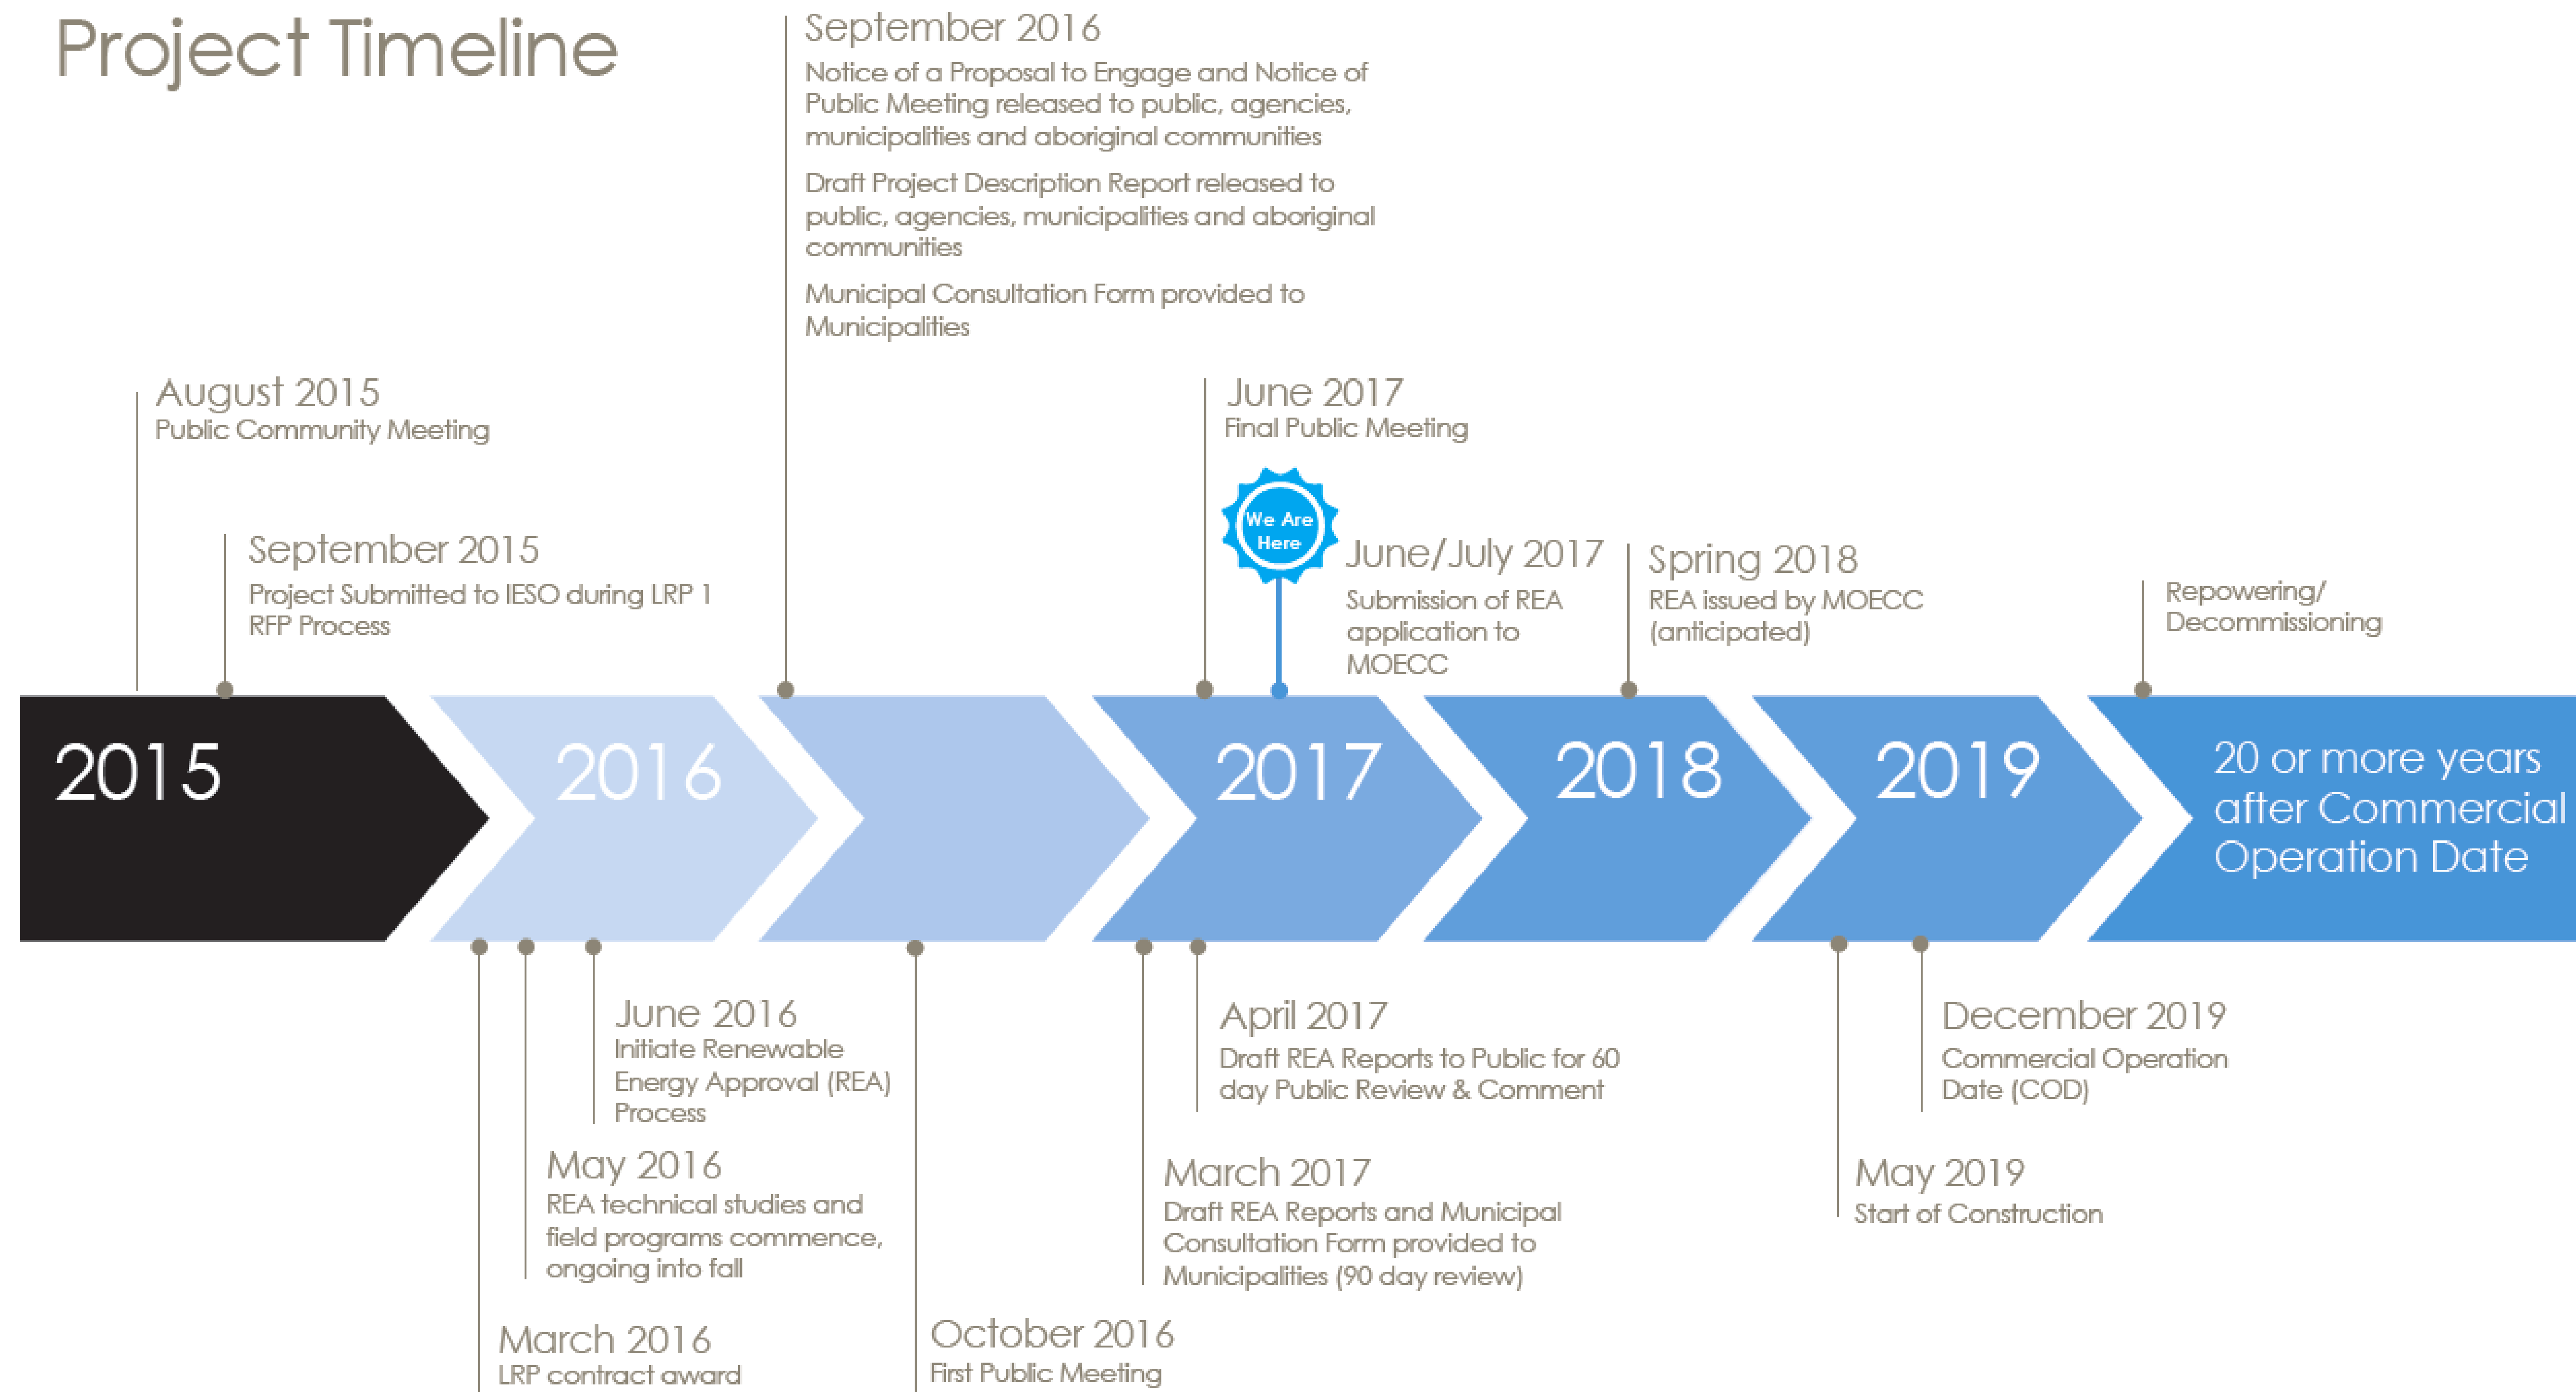 Project Timeline
September 2016
Notice of a Proposal to Engage and Notice of
Public Meeting released to public, agencies,
municipalities and aboriginal communities
Draft Project Description Report released to
public, agencies, municipalities and aboriginal
communities
Municipal Consultation Form provided to
Municipalities
August 2015
Public Community Meeting
June 2017
Final Public Meeting
We Are
Here
September 2015
Project Submitted to IESO during LRP 1
RFP Process
June/July 2017
Submission of REA
application to
MOECC
Spring 2018
REA issued by MOECC
(anticipated)
Repowering/
Decommissioning
2015
2016
2017
2018
2019
20 or more years
after Commercial
Operation Date
June 2016
Initiate Renewable
Energy Approval (REA)
Process
April 2017
Draft REA Reports to Public for 60
day Public Review & Comment
December 2019
Commercial Operation
Date (COD)
May 2016
REA technical studies and
field programs commence,
ongoing into fall
March 2017
Draft REA Reports and Municipal
Consultation Form provided to
Municipalities (90 day review)
May 2019
Start of Construction
March 2016
LRP contract award
October 2016
First Public Meeting